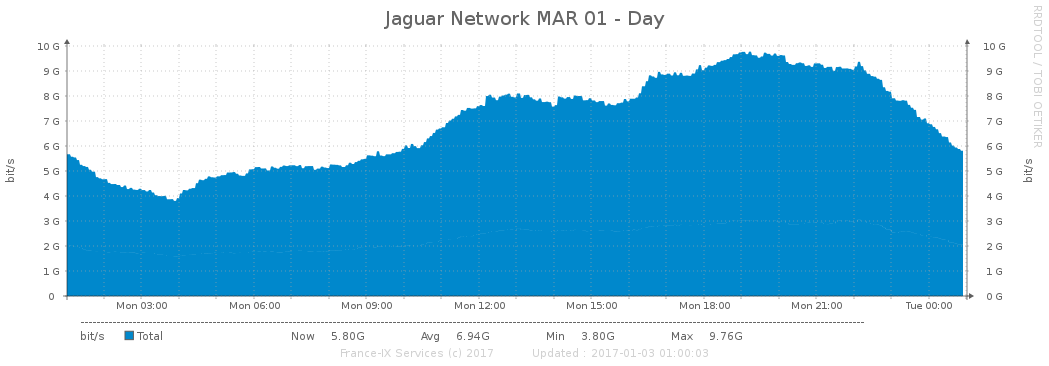 Jaguar Network MAR 01 - Day
RRDTOOL / TOBI OETIKER
10 G 10 G
9 G 9 G
8 G 8 G
7 G 7 G
6 G 6 G
5 G 5 G
4 G 4 G
3 G 3 G
2 G 2 G
1 G 1 G
0 0 G
bit/s
bit/s
Mon 03:00 Mon 06:00 Mon 09:00 Mon 12:00 Mon 15:00 Mon 18:00 Mon 21:00 Tue 00:00
bit/s Total Now 5.80G Avg 6.94G Min 3.80G Max 9.76G
France-IX Services (c) 2017 Updated : 2017-01-03 01:00:03